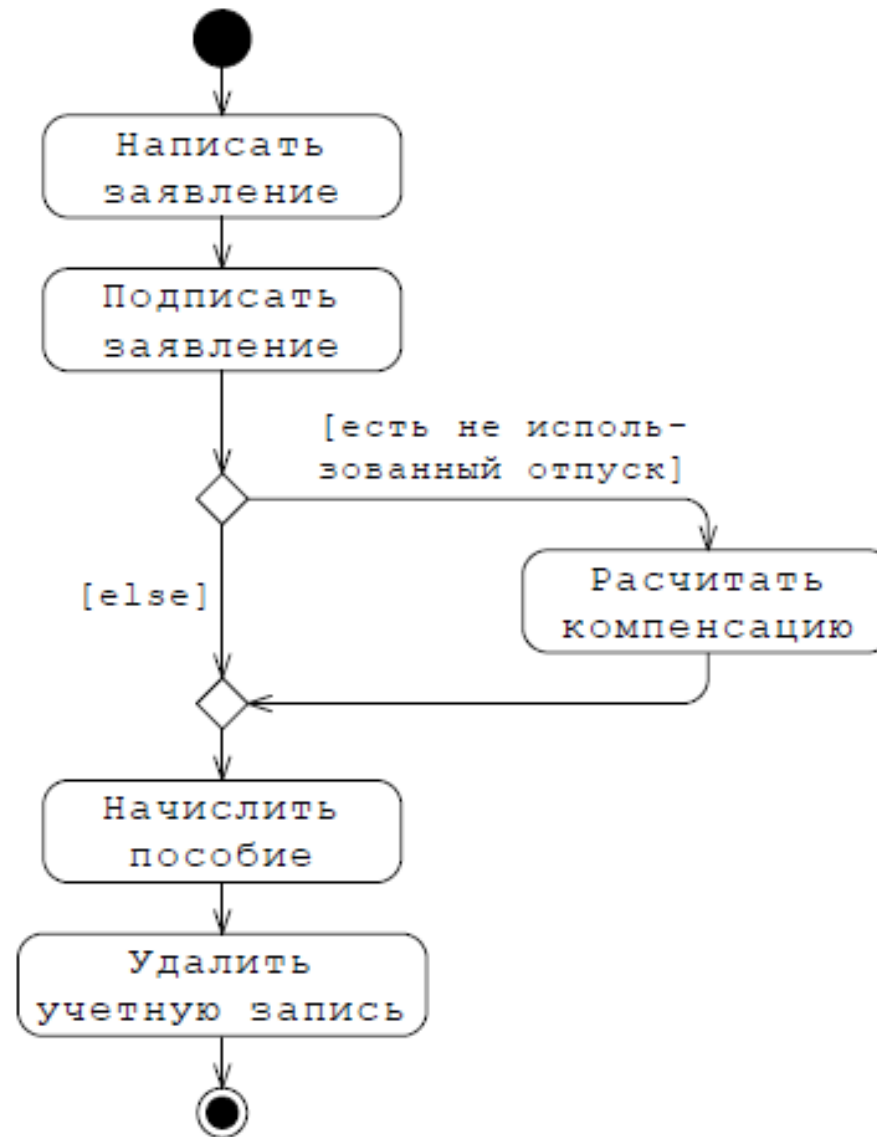 Написать
заявление
Подписать
заявление
[есть не исполь-
зованный отпуск]
[else]
Расчитать
компенсацию
Начислить
пособие
Удалить
учетную запись